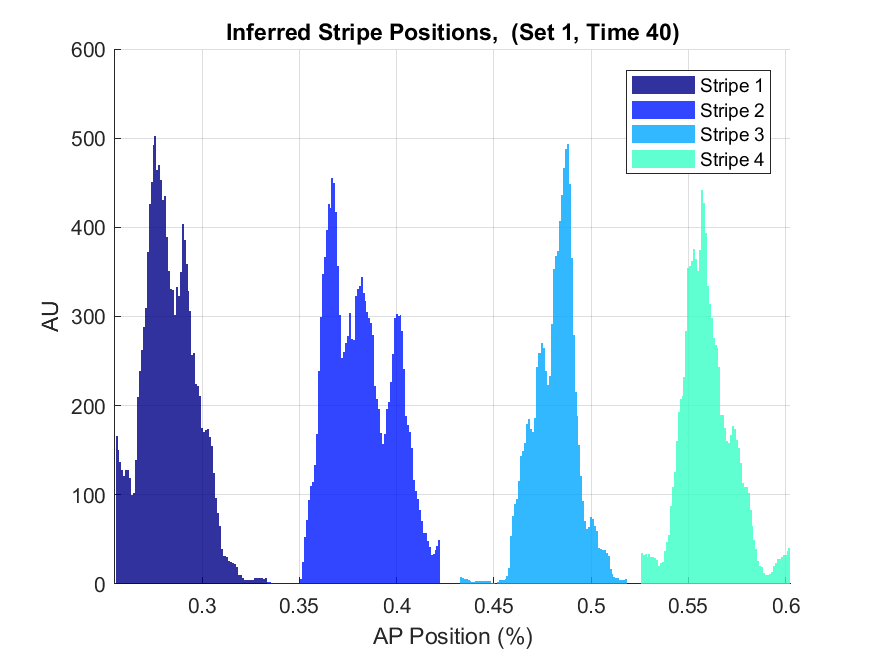 Inferred Stripe Positions,  (Set 1, Time 40)
600
500
400
300
200
100
0
AU
Stripe 1
Stripe 2
Stripe 3
Stripe 4
0.3
0.35
0.4
0.45
0.5
0.55
0.6
AP Position (%)